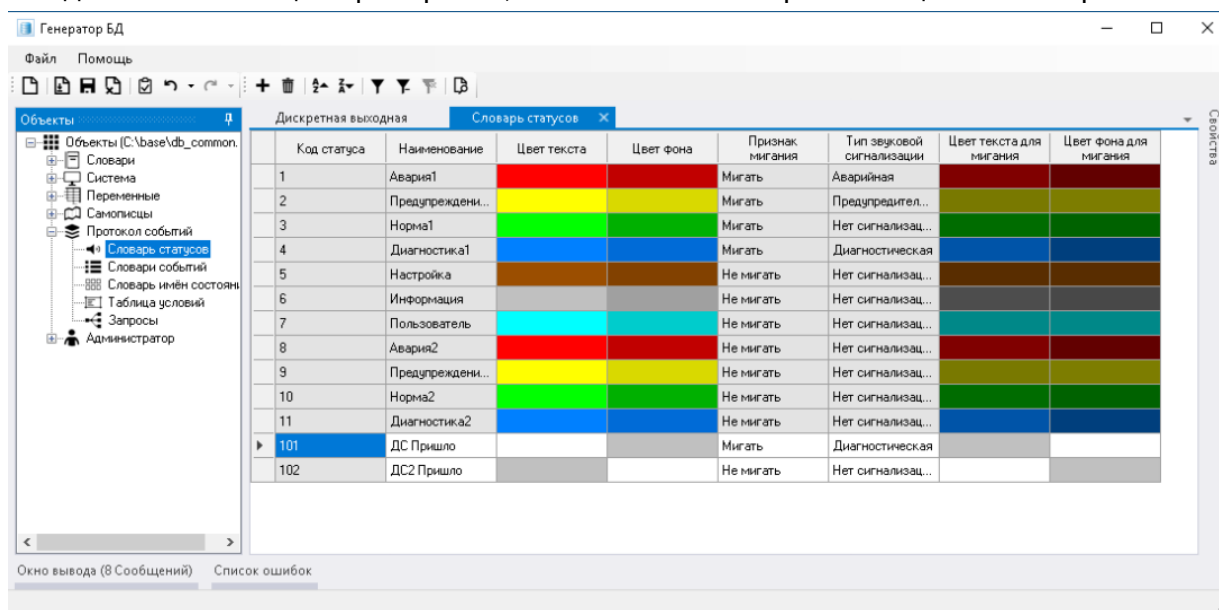 Генератор БД
Файл Помощь
Объекты
Объекты (C:\base\db_common.
Словари
Система
Переменные
Самописцы
Протокол событий
Словарь статусов
Словари событий
Словарь имён состоян
Таблица условий
Запросы
Администратор
Дискретная выходная Словарь статусов
Код статуса Наименование Цвет текста Цвет фона Признак мигания Тип звуковой сигнализации Цвет текста для мигания Цвет фона для мигания
1 Авария1 Мигать Аварийная
2 Предупреждени... Мигать Предупредител...
3 Норма1 Мигать Нет сигнализац...
4 Диагностика1 Мигать Диагностическая
5 Настройка Не мигать Нет сигнализац...
6 Информация Не мигать Нет сигнализац...
7 Пользователь Не мигать Нет сигнализац...
8 Авария2 Не мигать Нет сигнализац...
9 Предупреждени... Не мигать Нет сигнализац...
10 Норма2 Не мигать Нет сигнализац...
11 Диагностика2 Не мигать Нет сигнализац...
101 ДС Пришло Мигать Диагностическая
102 ДС2 Пришло Не мигать Нет сигнализац...
Свойства
Окно вывода (8 Сообщений) Список ошибок